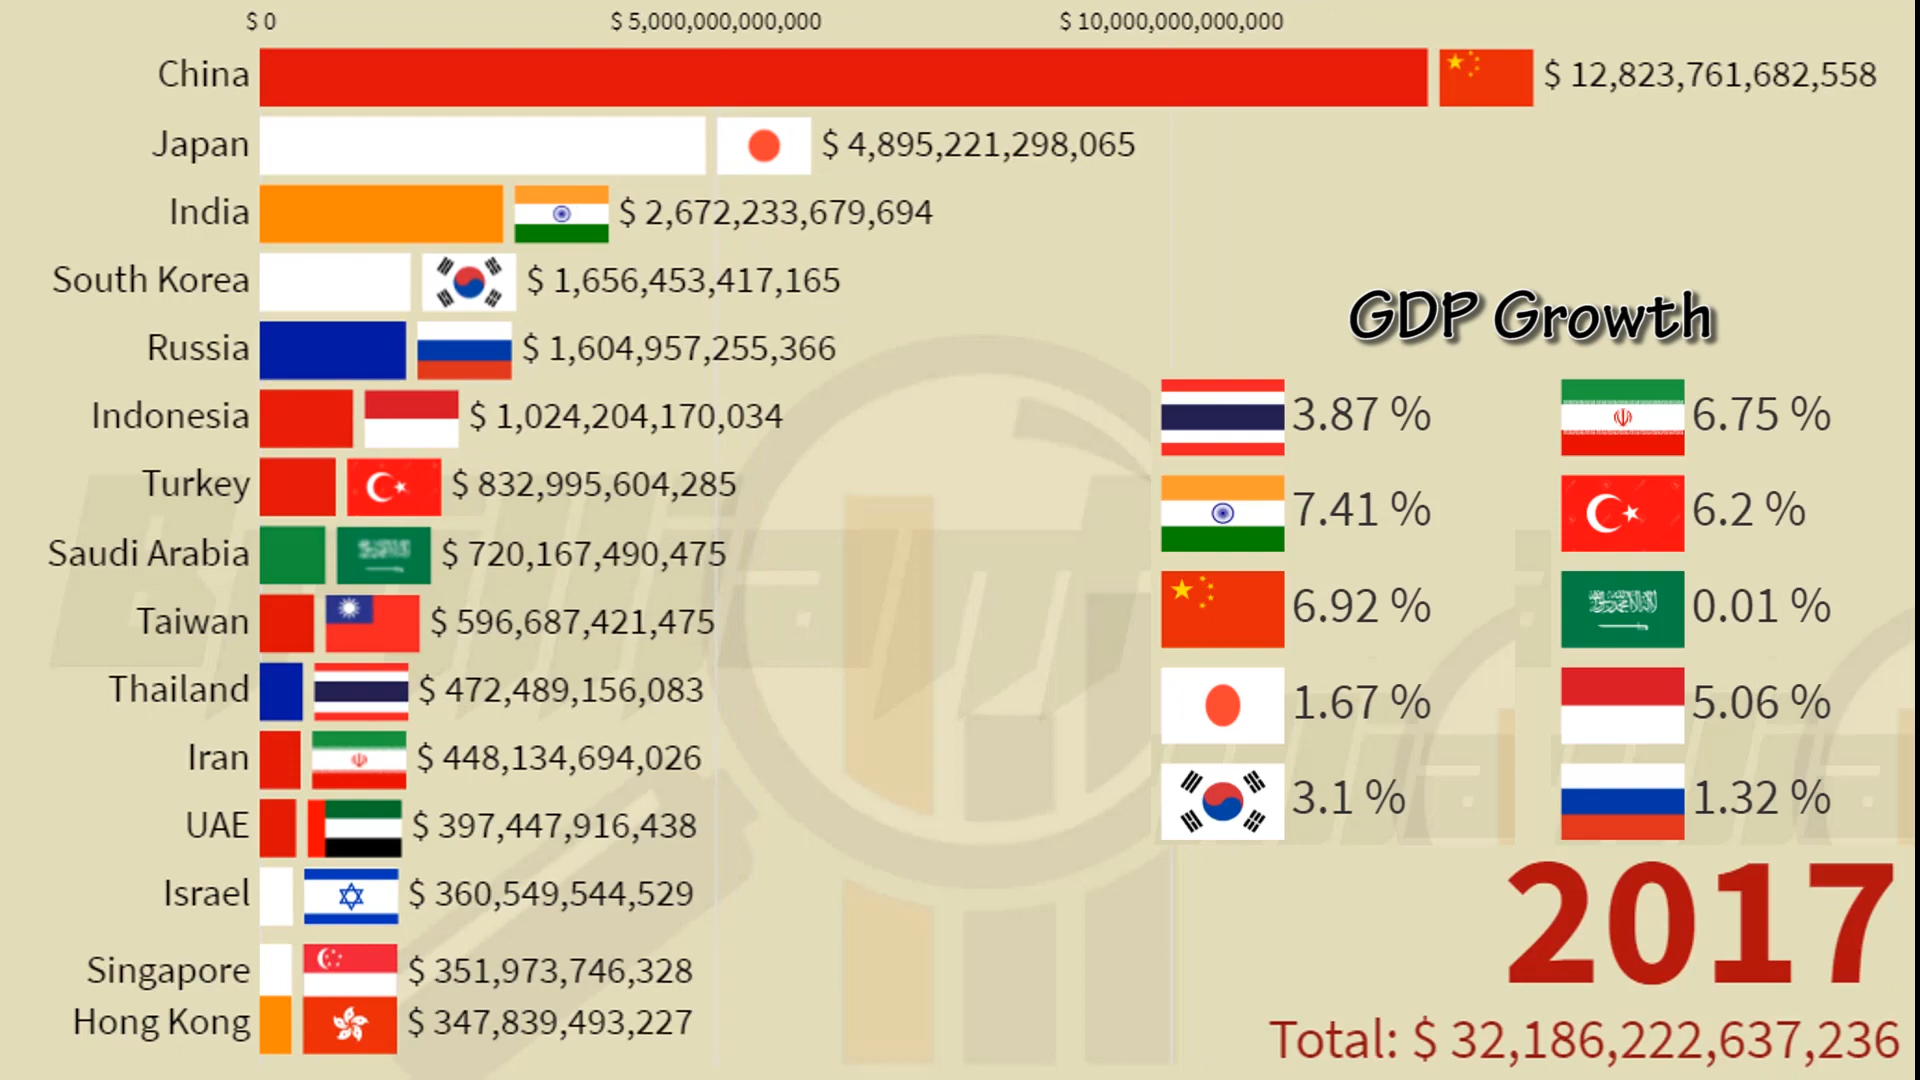 $ 0 $ 5,000,000,000,000 $ 10,000,000,000,000
China $ 12,823,761,682,558
Japan $ 4,895,221,298,065
India $ 2,672,233,679,694
South Korea $ 1,656,453,417,165
Russia $ 1,604,957,255,366
Indonesia $ 1,024,204,170,034
Turkey $ 832,995,604,285
Saudi Arabia $ 720,167,490,475
Taiwan $ 596,687,421,475
Thailand $ 472,489,156,083
Iran $ 448,134,694,026
UAE $ 397,447,916,438
Israel $ 360,549,544,529
Singapore $ 351,973,746,328
Hong Kong $ 347,839,493,227
GDP Growth
3.87 % 6.75 %
7.41 % 6.2 %
6.92 % 0.01 %
1.67 % 5.06 %
3.1 % 1.32 %
2017
Total: $ 32,186,222,637,236